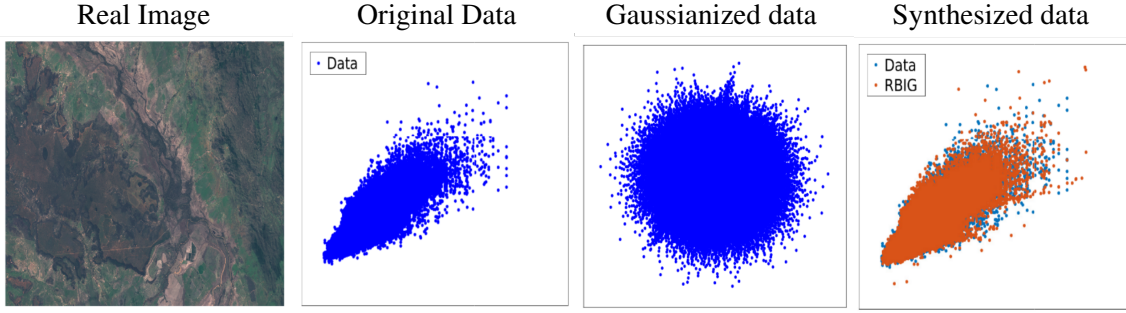 Real Image
Original Data
Gaussianized data
Synthesized data
Data
Data
RBIG